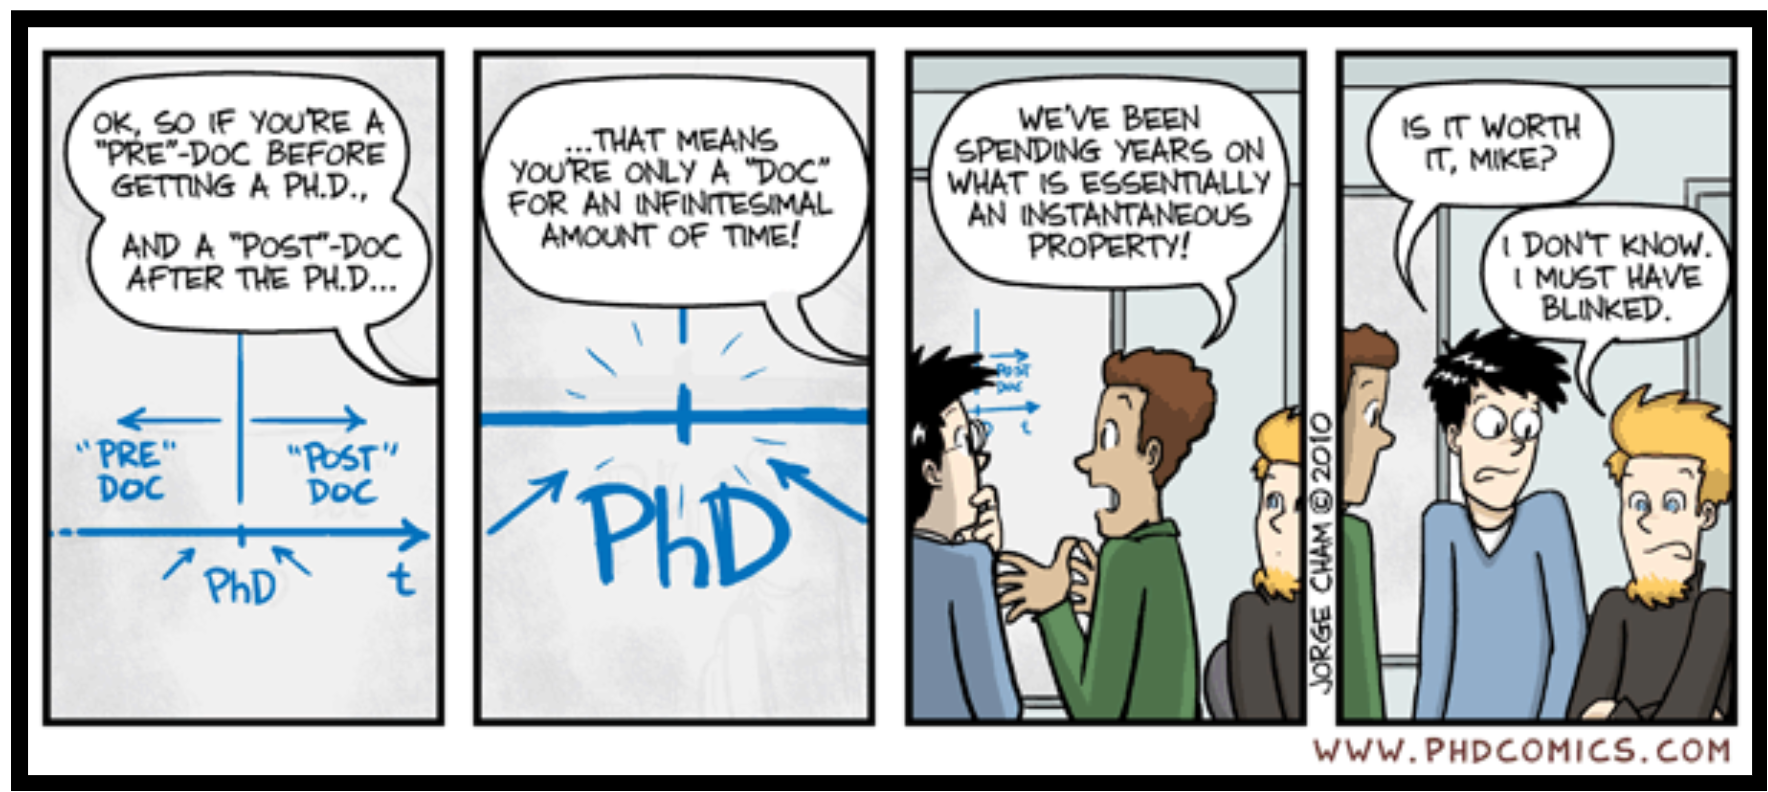 OK, SO IF YOU'RE A
"PRE"-DOC BEFORE
GETTING A PH.D.,
AND A "POST"-DOC
AFTER THE PH.D...
"PRE"
DOC
"POST"
DOC
PhD
t
...THAT MEANS
YOU'RE ONLY A "DOC"
FOR AN INFINITESIMAL
AMOUNT OF TIME!
PhD
WE'VE BEEN
SPENDING YEARS ON
WHAT IS ESSENTIALLY
AN INSTANTANEOUS
PROPERTY!
POST
DOC
D
t
JORGE CHAM © 2010
IS IT WORTH
IT, MIKE?
I DON'T KNOW.
I MUST HAVE
BLINKED.
WWW.PHDCOMICS.COM